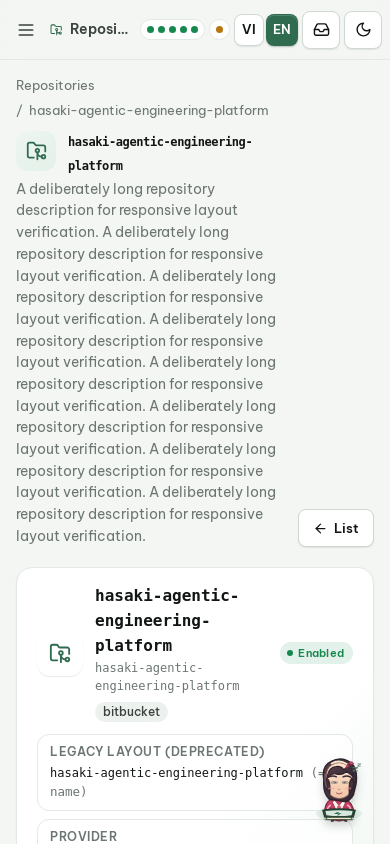 Reposi...
VI
EN
Repositories
/ hasaki-agentic-engineering-platform
hasaki-agentic-engineering-
platform
A deliberately long repository
description for responsive layout
verification. A deliberately long
repository description for responsive
layout verification. A deliberately long
repository description for responsive
layout verification. A deliberately long
repository description for responsive
layout verification. A deliberately long
repository description for responsive
layout verification. A deliberately long
repository description for responsive
layout verification. A deliberately long
repository description for responsive
layout verification. A deliberately long
repository description for responsive
layout verification.
← List
hasaki-agentic-
engineering-
platform
hasaki-agentic-
engineering-platform
Enabled
bitbucket
LEGACY LAYOUT (DEPRECATED)
hasaki-agentic-engineering-platform (=
name)
PROVIDER